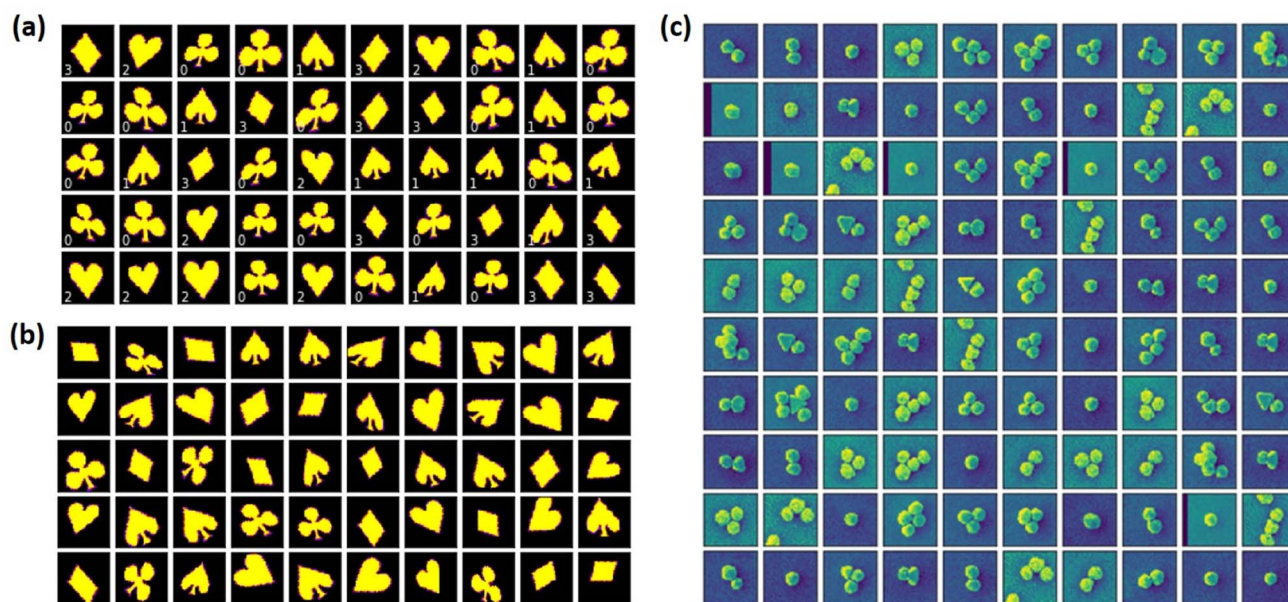 (a)
3 2 0 0 1 3 2 0 1 0
0 0 1 3 0 3 3 0 1 0
0 1 3 0 2 1 1 1 0 1
0 0 2 0 0 3 0 3 1 3
2 2 2 0 2 0 1 0 3 3
(b)
(c)